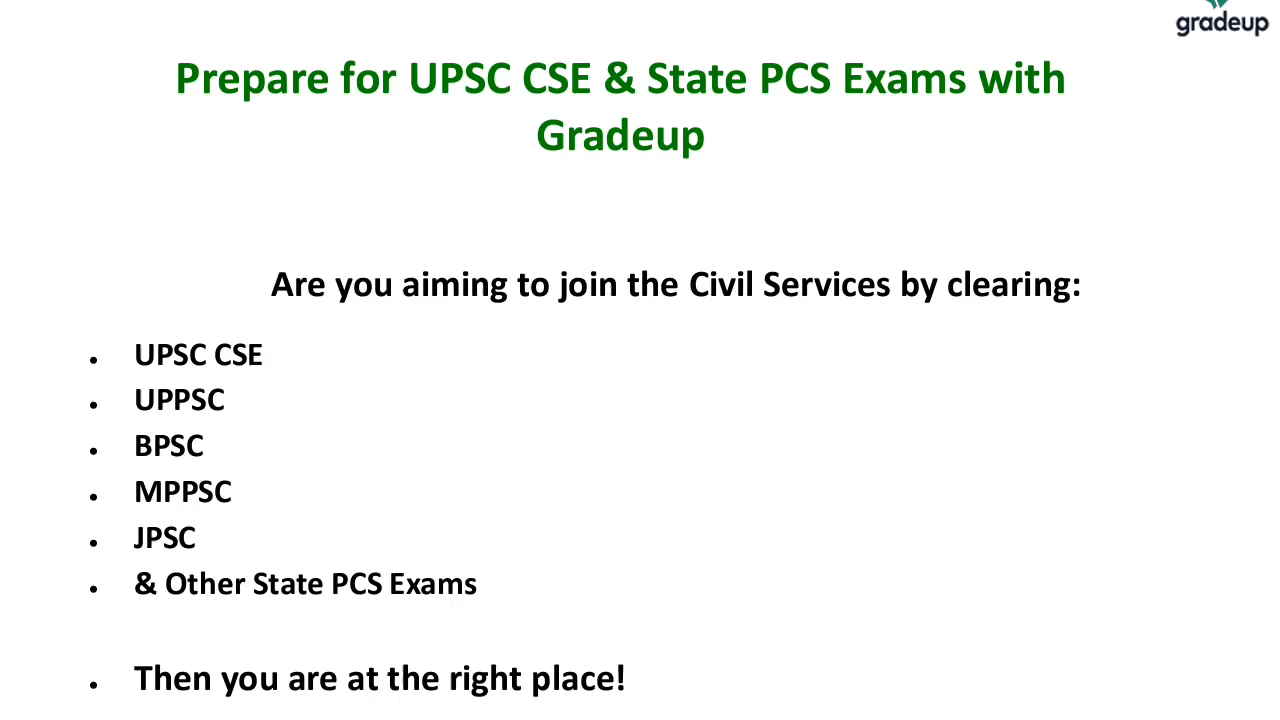 gradeup
Prepare for UPSC CSE & State PCS Exams with
Gradeup
Are you aiming to join the Civil Services by clearing:
• UPSC CSE
• UPPSC
• BPSC
• MPPSC
• JPSC
• & Other State PCS Exams
• Then you are at the right place!